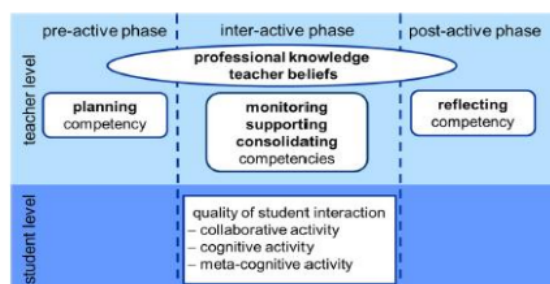 pre-active phase
inter-active phase
post-active phase
professional knowledge
teacher beliefs
teacher level
planning
competency
monitoring
supporting
consolidating
competencies
reflecting
competency
student level
quality of student interaction
– collaborative activity
– cognitive activity
– meta-cognitive activity